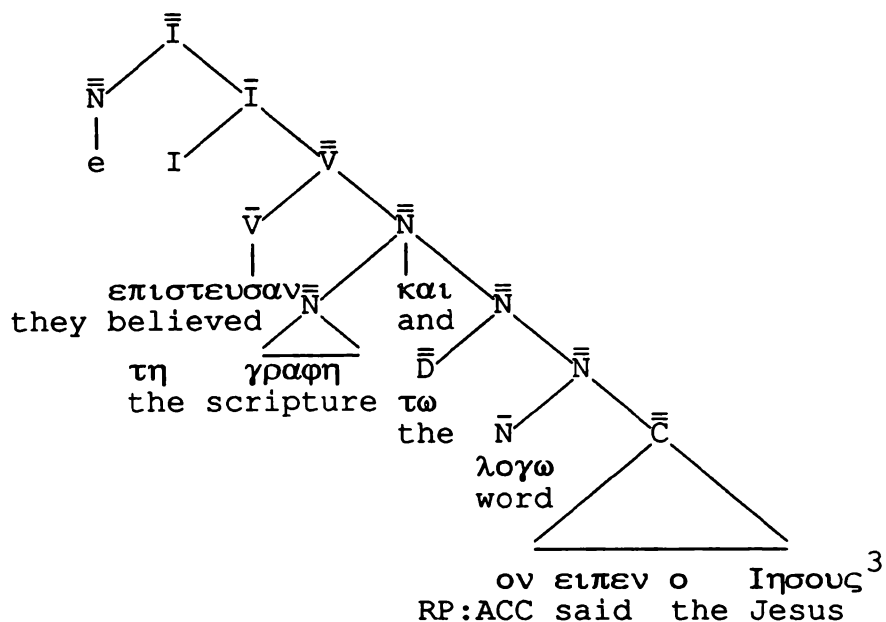 I̿
N̿ I̅
e I V̿
V̅ N̿
επιστευσαν N̿ και N̿
they believed and
τη γραφη D̿ N̿
the scripture τω N̅ C̿
the λογω
word
ον ειπεν ο Ιησους³
RP:ACC said the Jesus